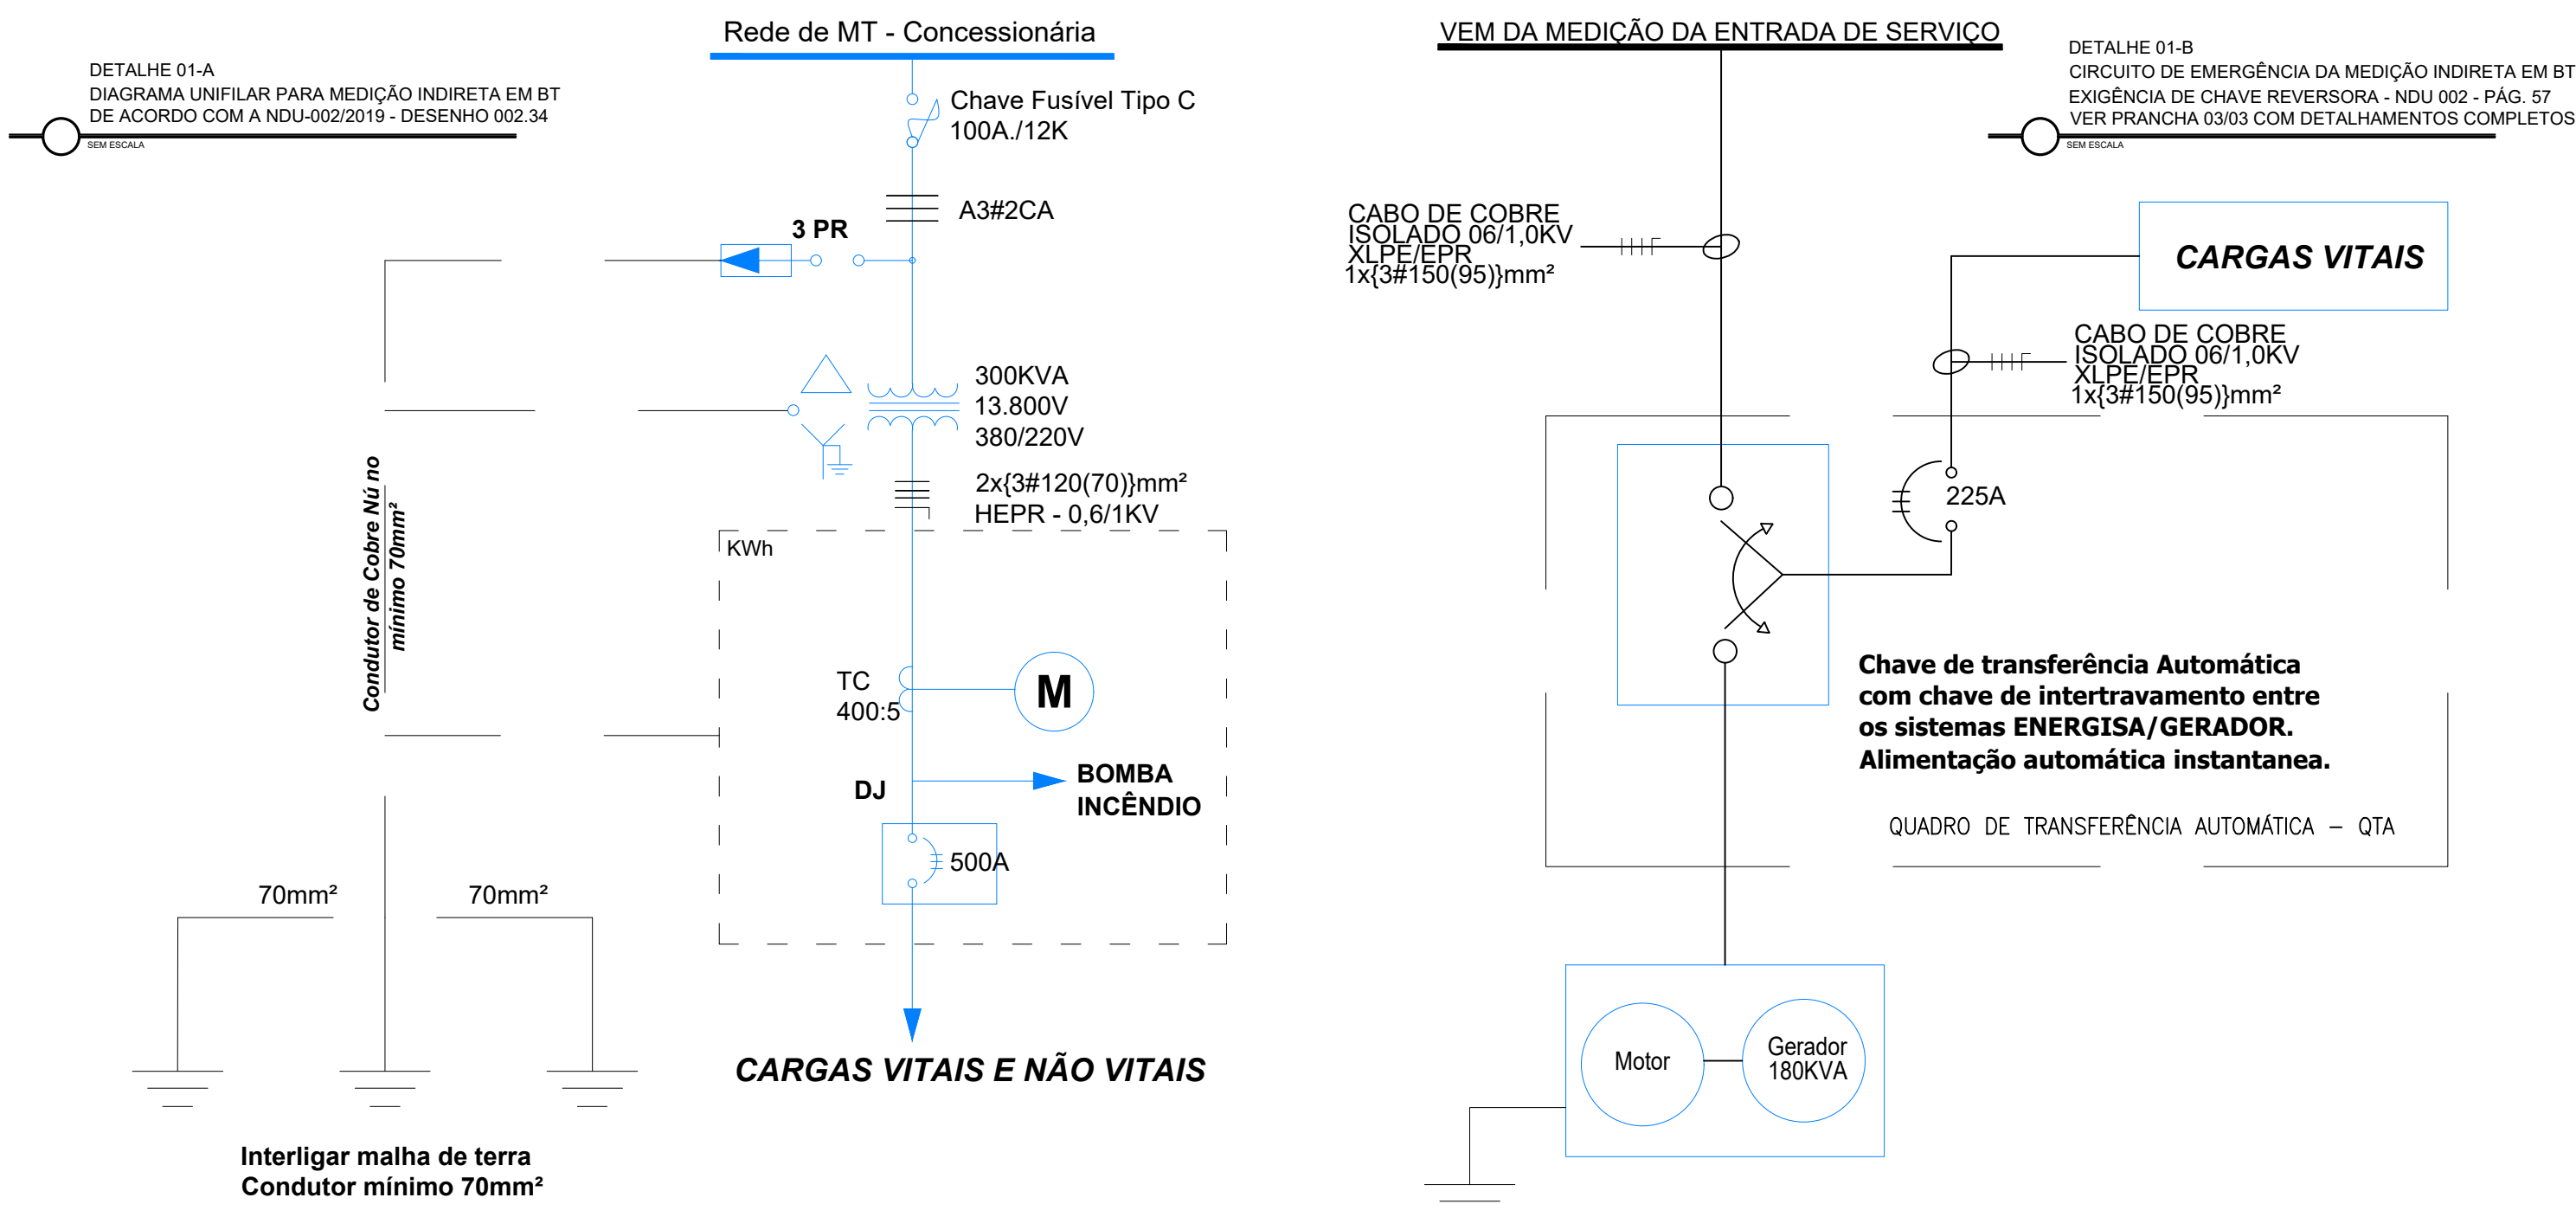 DETALHE 01-A
DIAGRAMA UNIFILAR PARA MEDIÇÃO INDIRETA EM BT
DE ACORDO COM A NDU-002/2019 - DESENHO 002.34
SEM ESCALA
Rede de MT - Concessionária
Chave Fusível Tipo C
100A./12K
A3#2CA
3 PR
300KVA
13.800V
380/220V
2x{3#120(70)}mm²
HEPR - 0,6/1KV
Condutor de Cobre Nú no
mínimo 70mm²
KWh
TC
400:5
M
DJ
BOMBA
INCÊNDIO
500A
70mm²
70mm²
CARGAS VITAIS E NÃO VITAIS
Interligar malha de terra
Condutor mínimo 70mm²
VEM DA MEDIÇÃO DA ENTRADA DE SERVIÇO
DETALHE 01-B
CIRCUITO DE EMERGÊNCIA DA MEDIÇÃO INDIRETA EM BT
EXIGÊNCIA DE CHAVE REVERSORA - NDU 002 - PÁG. 57
VER PRANCHA 03/03 COM DETALHAMENTOS COMPLETOS
SEM ESCALA
CABO DE COBRE
ISOLADO 06/1,0KV
XLPE/EPR
1x{3#150(95)}mm²
CARGAS VITAIS
CABO DE COBRE
ISOLADO 06/1,0KV
XLPE/EPR
1x{3#150(95)}mm²
225A
Chave de transferência Automática
com chave de intertravamento entre
os sistemas ENERGISA/GERADOR.
Alimentação automática instantanea.
QUADRO DE TRANSFERÊNCIA AUTOMÁTICA – QTA
Motor
Gerador
180KVA